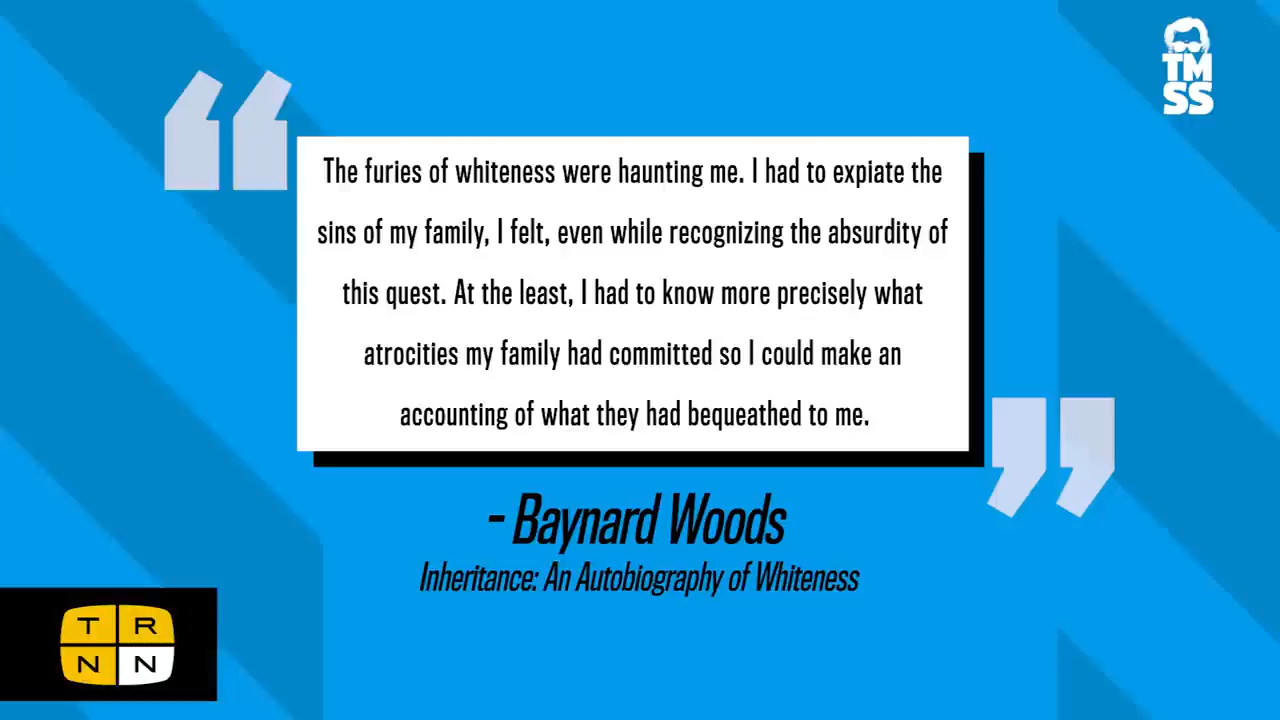 TM
SS
“
The furies of whiteness were haunting me. I had to expiate the
sins of my family, I felt, even while recognizing the absurdity of
this quest. At the least, I had to know more precisely what
atrocities my family had committed so I could make an
accounting of what they had bequeathed to me.
”
- Baynard Woods
Inheritance: An Autobiography of Whiteness
T R
N N